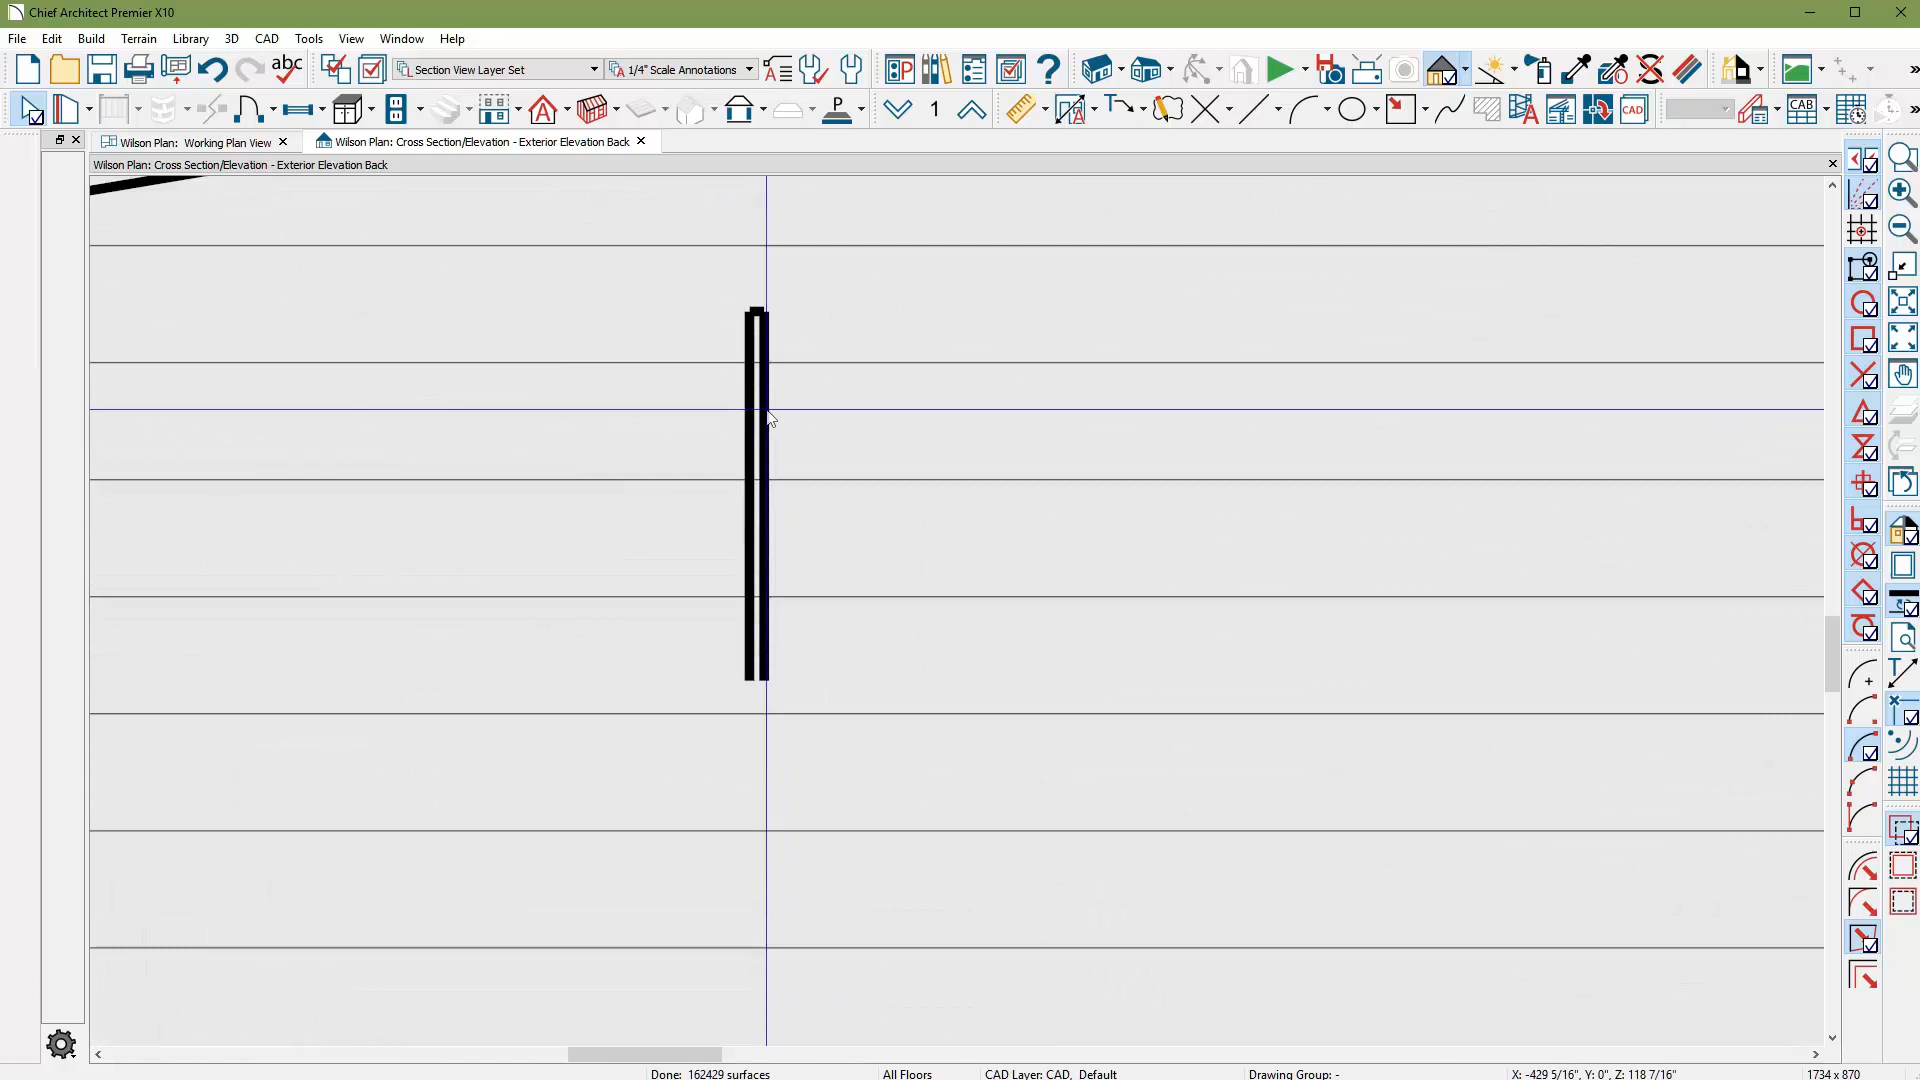 Chief Architect Premier X10
File Edit Build Terrain Library 3D CAD Tools View Window Help
abc Section View Layer Set 1/4" Scale Annotations
P 1 T CAD CAB
Wilson Plan: Working Plan View Wilson Plan: Cross Section/Elevation - Exterior Elevation Back
Wilson Plan: Cross Section/Elevation - Exterior Elevation Back
T
Done: 162429 surfaces All Floors CAD Layer: CAD, Default Drawing Group: - X: -429 5/16", Y: 0", Z: 118 7/16" 1734 x 870